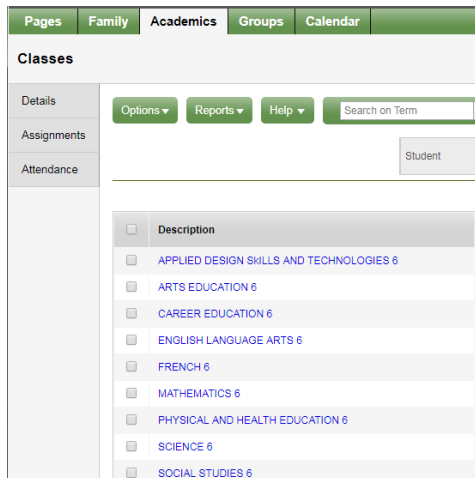 Pages Family Academics Groups Calendar
Classes
Details
Assignments
Attendance
Options Reports Help Search on Term
Student
Description
APPLIED DESIGN SkILLS AND TECHNOLOGIES 6
ARTS EDUCATION 6
CAREER EDUCATION 6
ENGLISH LANGUAGE ARTS 6
FRENCH 6
MATHEMATICS 6
PHYSICAL AND HEALTH EDUCATION 6
SCIENCE 6
SOCIAL STUDIES 6